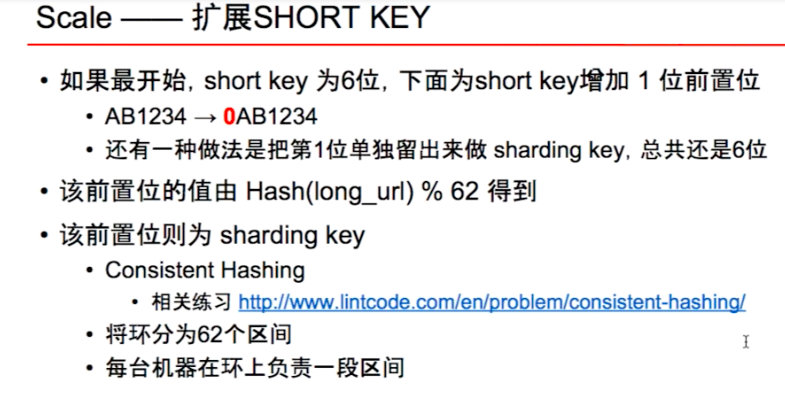 Scale —— 扩展SHORT KEY
• 如果最开始, short key 为6位, 下面为short key增加 1 位前置位
• AB1234 → 0AB1234
• 还有一种做法是把第1位单独留出来做 sharding key, 总共还是6位
• 该前置位的值由 Hash(long_url) % 62 得到
• 该前置位则为 sharding key
• Consistent Hashing
• 相关练习 http://www.lintcode.com/en/problem/consistent-hashing/
• 将环分为62个区间
• 每台机器在环上负责一段区间